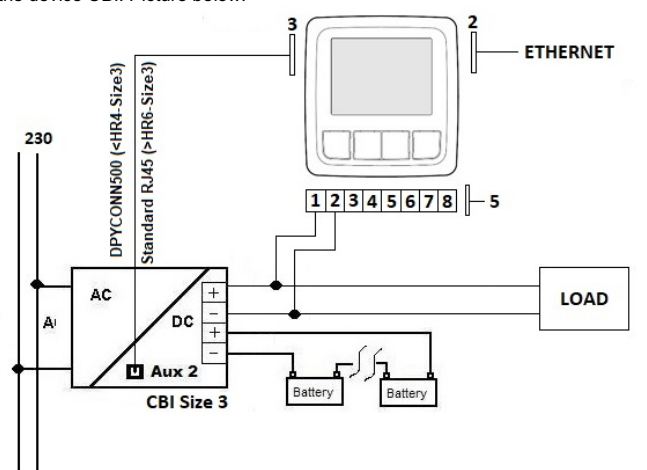 3
2
ETHERNET
DPYCONN500 (<HR4-Size3)
Standard RJ45 (>HR6-Size3)
230
1 2 3 4 5 6 7 8
5
AC
+
-
+
-
DC
LOAD
Aux 2
Battery
Battery
CBI Size 3